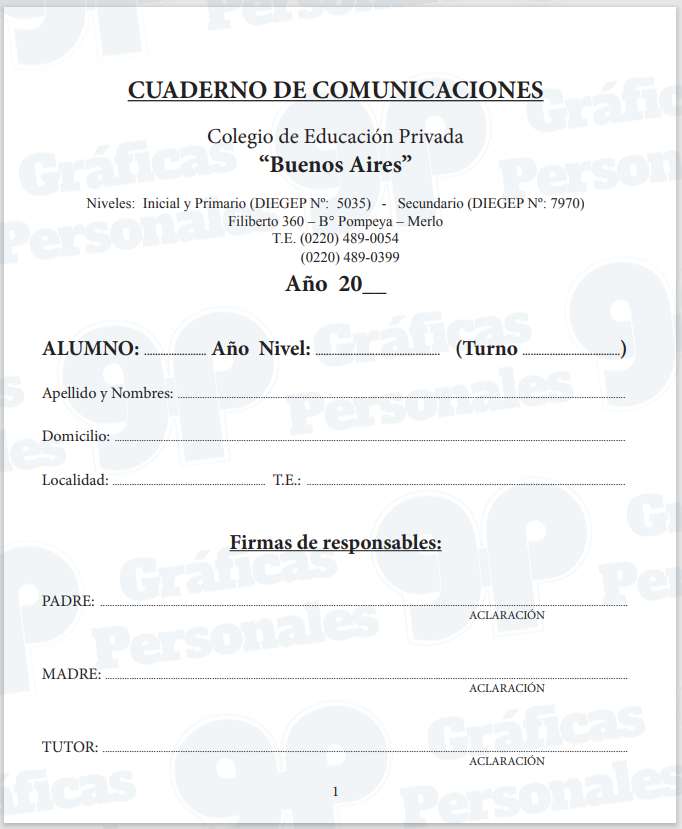 CUADERNO DE COMUNICACIONES
Colegio de Educación Privada
“Buenos Aires”
Niveles: Inicial y Primario (DIEGEP Nº: 5035) - Secundario (DIEGEP Nº: 7970)
Filiberto 360 – B° Pompeya – Merlo
T.E. (0220) 489-0054
(0220) 489-0399
Año 20__
ALUMNO: .................... Año Nivel: ........................................ (Turno ................................)
Apellido y Nombres: ................................................................................
Domicilio: ................................................................................
Localidad: .................................................. T.E.: ................................................................................
Firmas de responsables:
PADRE: ................................................................................
ACLARACIÓN
MADRE: ................................................................................
ACLARACIÓN
TUTOR: ................................................................................
ACLARACIÓN
1
gp Gráficas Personales